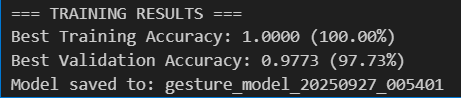 === TRAINING RESULTS ===
Best Training Accuracy: 1.0000 (100.00%)
Best Validation Accuracy: 0.9773 (97.73%)
Model saved to: gesture_model_20250927_005401